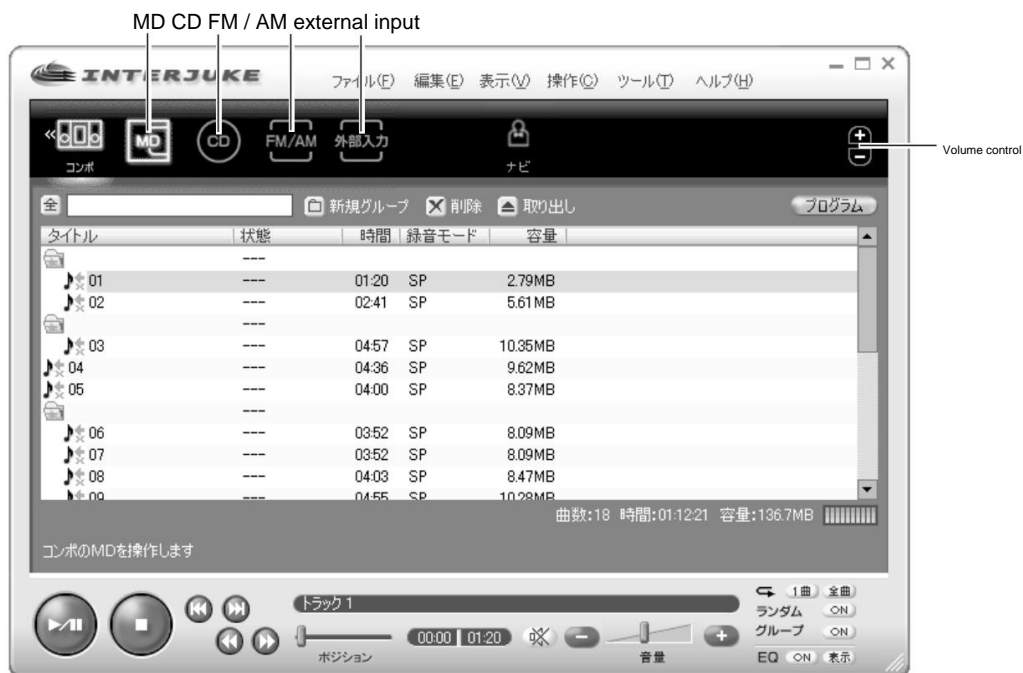 MD CD FM / AM external input
INTERJUKE ファイル(F) 編集(E) 表示(V) 操作(C) ツール(T) ヘルプ(H)
コンポ MD CD FM/AM 外部入力 ナビ
Volume control
全 新規グループ 削除 取り出し プログラム
タイトル 状態 時間 録音モード 容量
---
01 --- 01:20 SP 2.79MB
02 --- 02:41 SP 5.61MB
---
03 --- 04:57 SP 10.35MB
04 --- 04:36 SP 9.62MB
05 --- 04:00 SP 8.37MB
---
06 --- 03:52 SP 8.09MB
07 --- 03:52 SP 8.09MB
08 --- 04:03 SP 8.47MB
09 --- 04:55 SP 10.28MB
曲数:18 時間:01:12:21 容量:136.7MB
コンポのMDを操作します
トラック 1
00:00 01:20
ポジション 音量
1曲 全曲
ランダム ON
グループ ON
EQ ON 表示